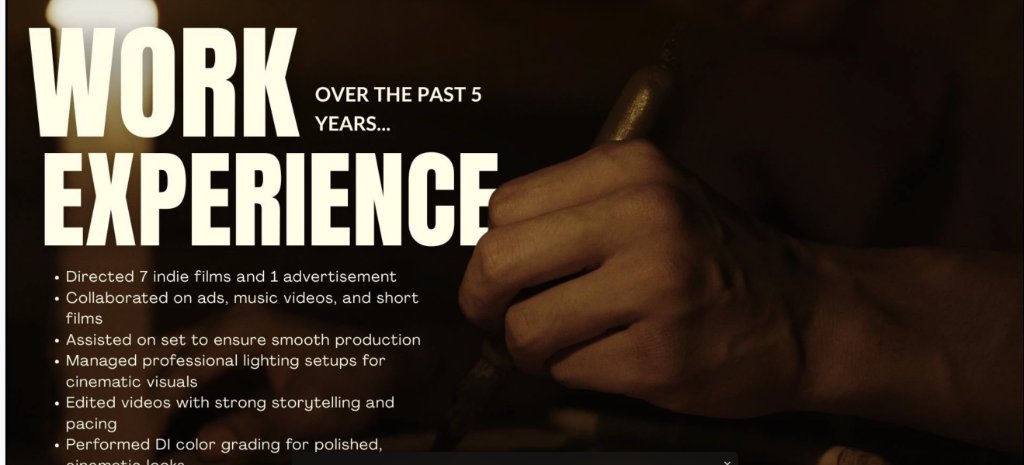 WORK
OVER THE PAST 5
YEARS...
EXPERIENCE
• Directed 7 indie films and 1 advertisement
• Collaborated on ads, music videos, and short
films
• Assisted on set to ensure smooth production
• Managed professional lighting setups for
cinematic visuals
• Edited videos with strong storytelling and
pacing
• Performed DI color grading for polished,
cinematic looks